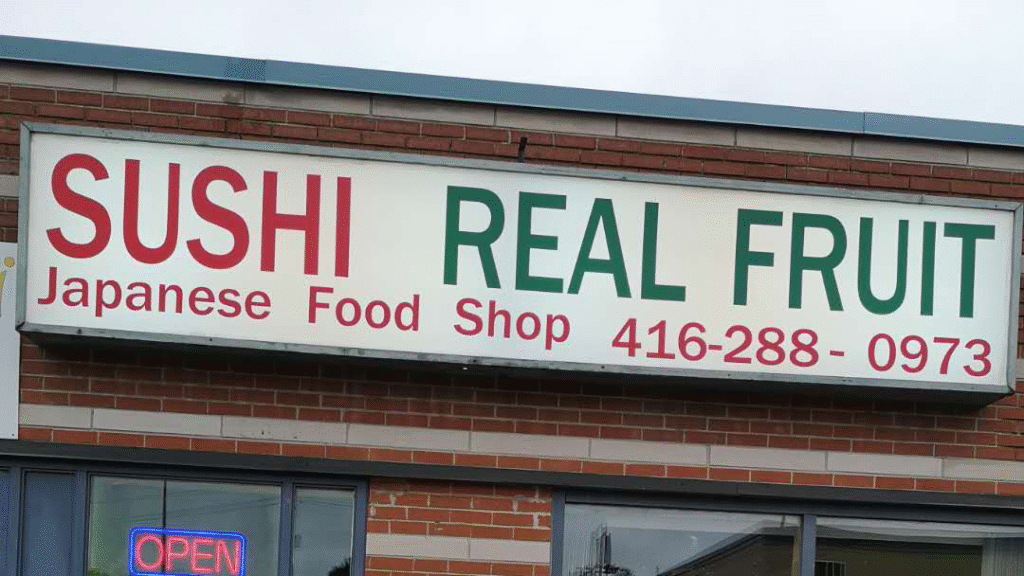 SUSHI REAL FRUIT
Japanese Food Shop 416-288-0973
OPEN